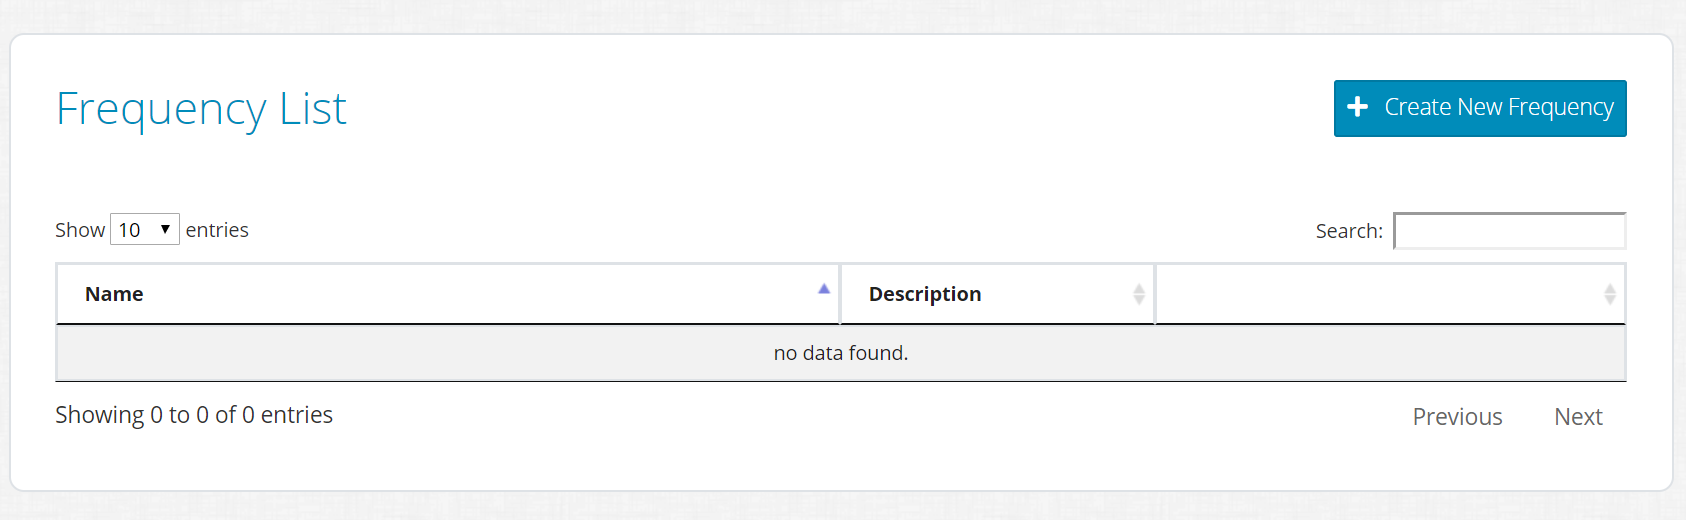 Frequency List
Create New Frequency
Show 10 entries
Search:
Name Description
no data found.
Showing 0 to 0 of 0 entries
Previous Next